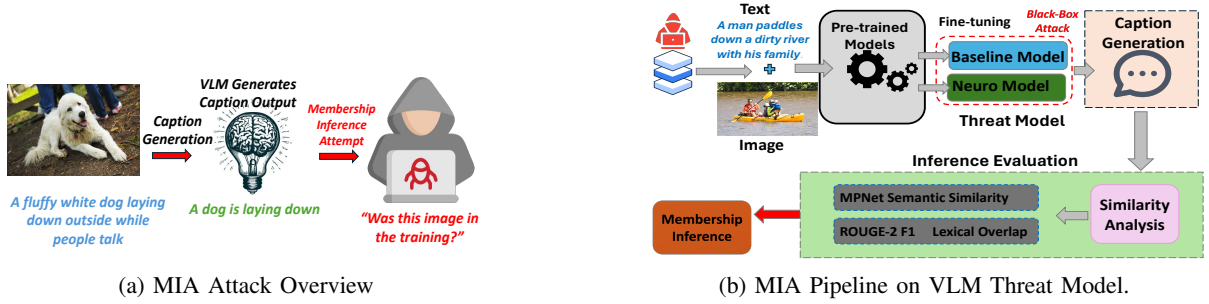 VLM Generates
Caption Output
Caption
Generation
Membership
Inference
Attempt
A fluffy white dog laying
down outside while
people talk
A dog is laying down
“Was this image in
the training?”
(a) MIA Attack Overview
Text
A man paddles
down a dirty river
with his family
+
Image
Pre-trained
Models
Fine-tuning
Black-Box
Attack
Baseline Model
Neuro Model
Threat Model
Caption
Generation
Inference Evaluation
MPNet Semantic Similarity
ROUGE-2 F1 Lexical Overlap
Similarity
Analysis
Membership
Inference
(b) MIA Pipeline on VLM Threat Model.